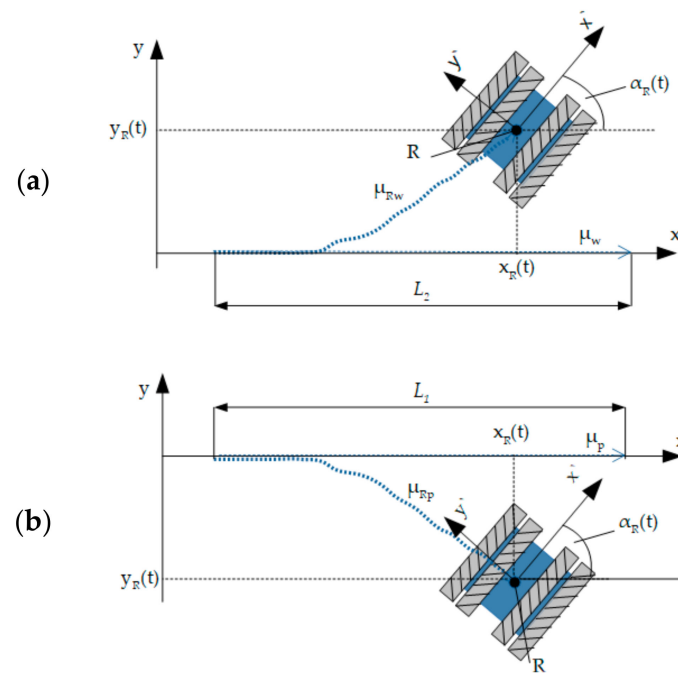 y
x´
y´
α_R(t)
y_R(t)
R
(a)
μ_Rw
μ_w
x
x_R(t)
L_2
y
L_1
x_R(t)
μ_p
x´
μ_Rp
y´
α_R(t)
(b)
y_R(t)
R